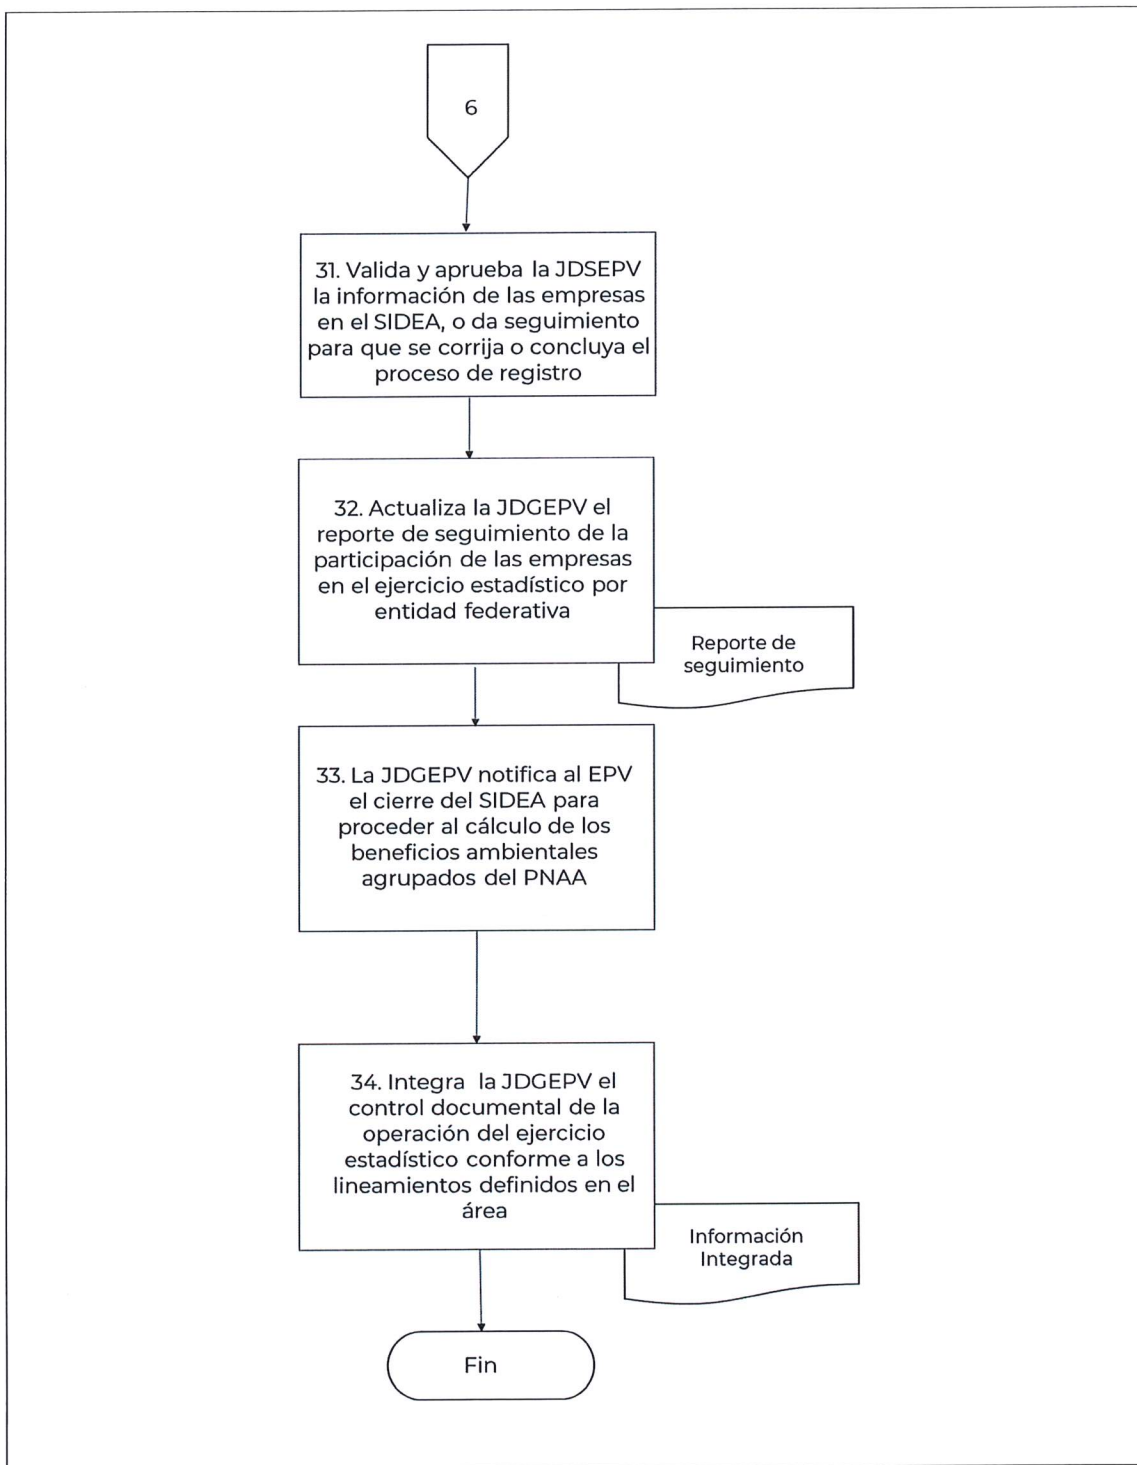 6
31. Valida y aprueba la JDSEPV
la información de las empresas
en el SIDEA, o da seguimiento
para que se corrija o concluya el
proceso de registro
32. Actualiza la JDGEPV el
reporte de seguimiento de la
participación de las empresas
en el ejercicio estadístico por
entidad federativa
Reporte de
seguimiento
33. La JDGEPV notifica al EPV
el cierre del SIDEA para
proceder al cálculo de los
beneficios ambientales
agrupados del PNAA
34. Integra la JDGEPV el
control documental de la
operación del ejercicio
estadístico conforme a los
lineamientos definidos en el
área
Información
Integrada
Fin